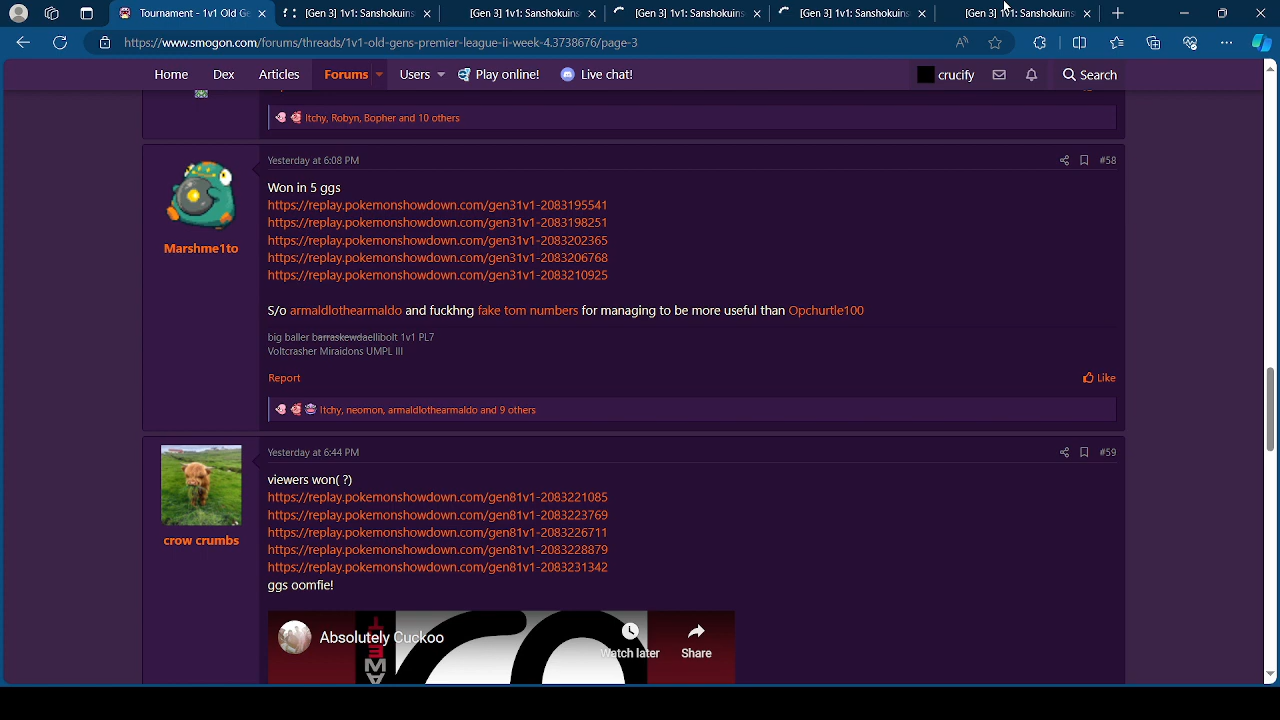 Tournament - 1v1 Old Ge
[Gen 3] 1v1: Sanshokuins
[Gen 3] 1v1: Sanshokuins
[Gen 3] 1v1: Sanshokuins
[Gen 3] 1v1: Sanshokuins
[Gen 3] 1v1: Sanshokuins
https://www.smogon.com/forums/threads/1v1-old-gens-premier-league-ii-week-4.3738676/page-3
Home Dex Articles Forums Users Play online! Live chat! crucify Search
Itchy, Robyn, Bopher and 10 others
Yesterday at 6:08 PM #58
Marshme1to
Won in 5 ggs
https://replay.pokemonshowdown.com/gen31v1-2083195541
https://replay.pokemonshowdown.com/gen31v1-2083198251
https://replay.pokemonshowdown.com/gen31v1-2083202365
https://replay.pokemonshowdown.com/gen31v1-2083206768
https://replay.pokemonshowdown.com/gen31v1-2083210925
S/o armaldlothearmaldo and fuckhng fake tom numbers for managing to be more useful than Opchurtle100
big baller barraskewdaellibolt 1v1 PL7
Voltcrasher Miraidons UMPL III
Report Like
Itchy, neomon, armaldlothearmaldo and 9 others
Yesterday at 6:44 PM #59
crow crumbs
viewers won( ?)
https://replay.pokemonshowdown.com/gen81v1-2083221085
https://replay.pokemonshowdown.com/gen81v1-2083223769
https://replay.pokemonshowdown.com/gen81v1-2083226711
https://replay.pokemonshowdown.com/gen81v1-2083228879
https://replay.pokemonshowdown.com/gen81v1-2083231342
ggs oomfie!
Absolutely Cuckoo
Watch later Share